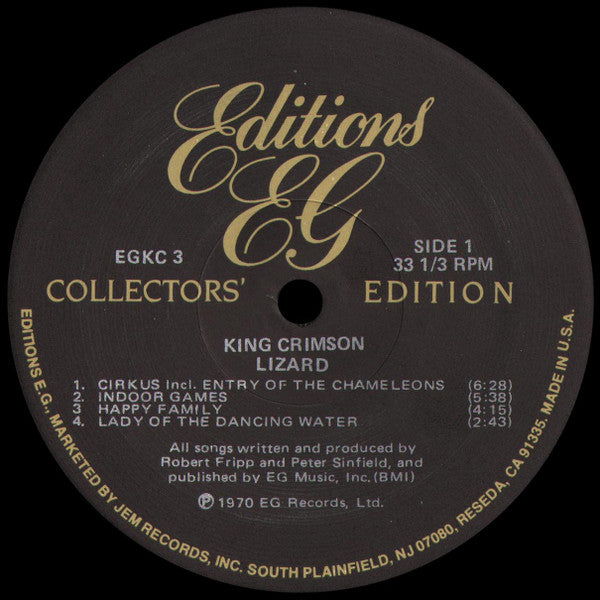 Editions
EG
EGKC 3
SIDE 1
33 1/3 RPM
COLLECTORS' EDITION
KING CRIMSON
LIZARD
1. CIRKUS Incl. ENTRY OF THE CHAMELEONS (6:28)
2. INDOOR GAMES (5:38)
3 HAPPY FAMILY (4:15)
4. LADY OF THE DANCING WATER (2:43)
All songs written and produced by
Robert Fripp and Peter Sinfield, and
published by EG Music, Inc. (BMI)
℗ 1970 EG Records, Ltd.
EDITIONS E.G., MARKETED BY JEM RECORDS, INC. SOUTH PLAINFIELD, NJ 07080, RESEDA, CA 91335. MADE IN U.S.A.